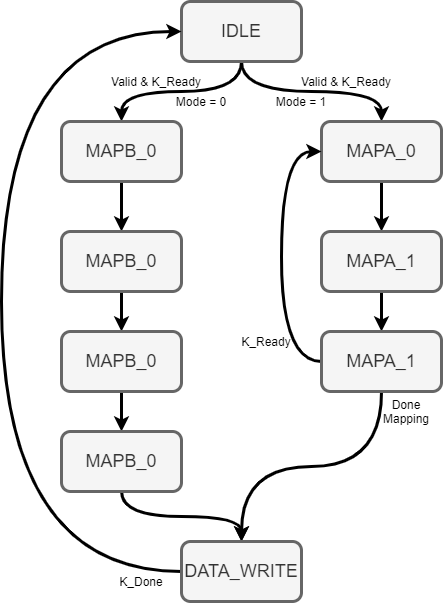 IDLE
Valid & K_Ready
Mode = 0
Valid & K_Ready
Mode = 1
MAPB_0
MAPA_0
MAPB_0
MAPA_1
K_Ready
MAPB_0
MAPA_1
Done
Mapping
MAPB_0
DATA_WRITE
K_Done